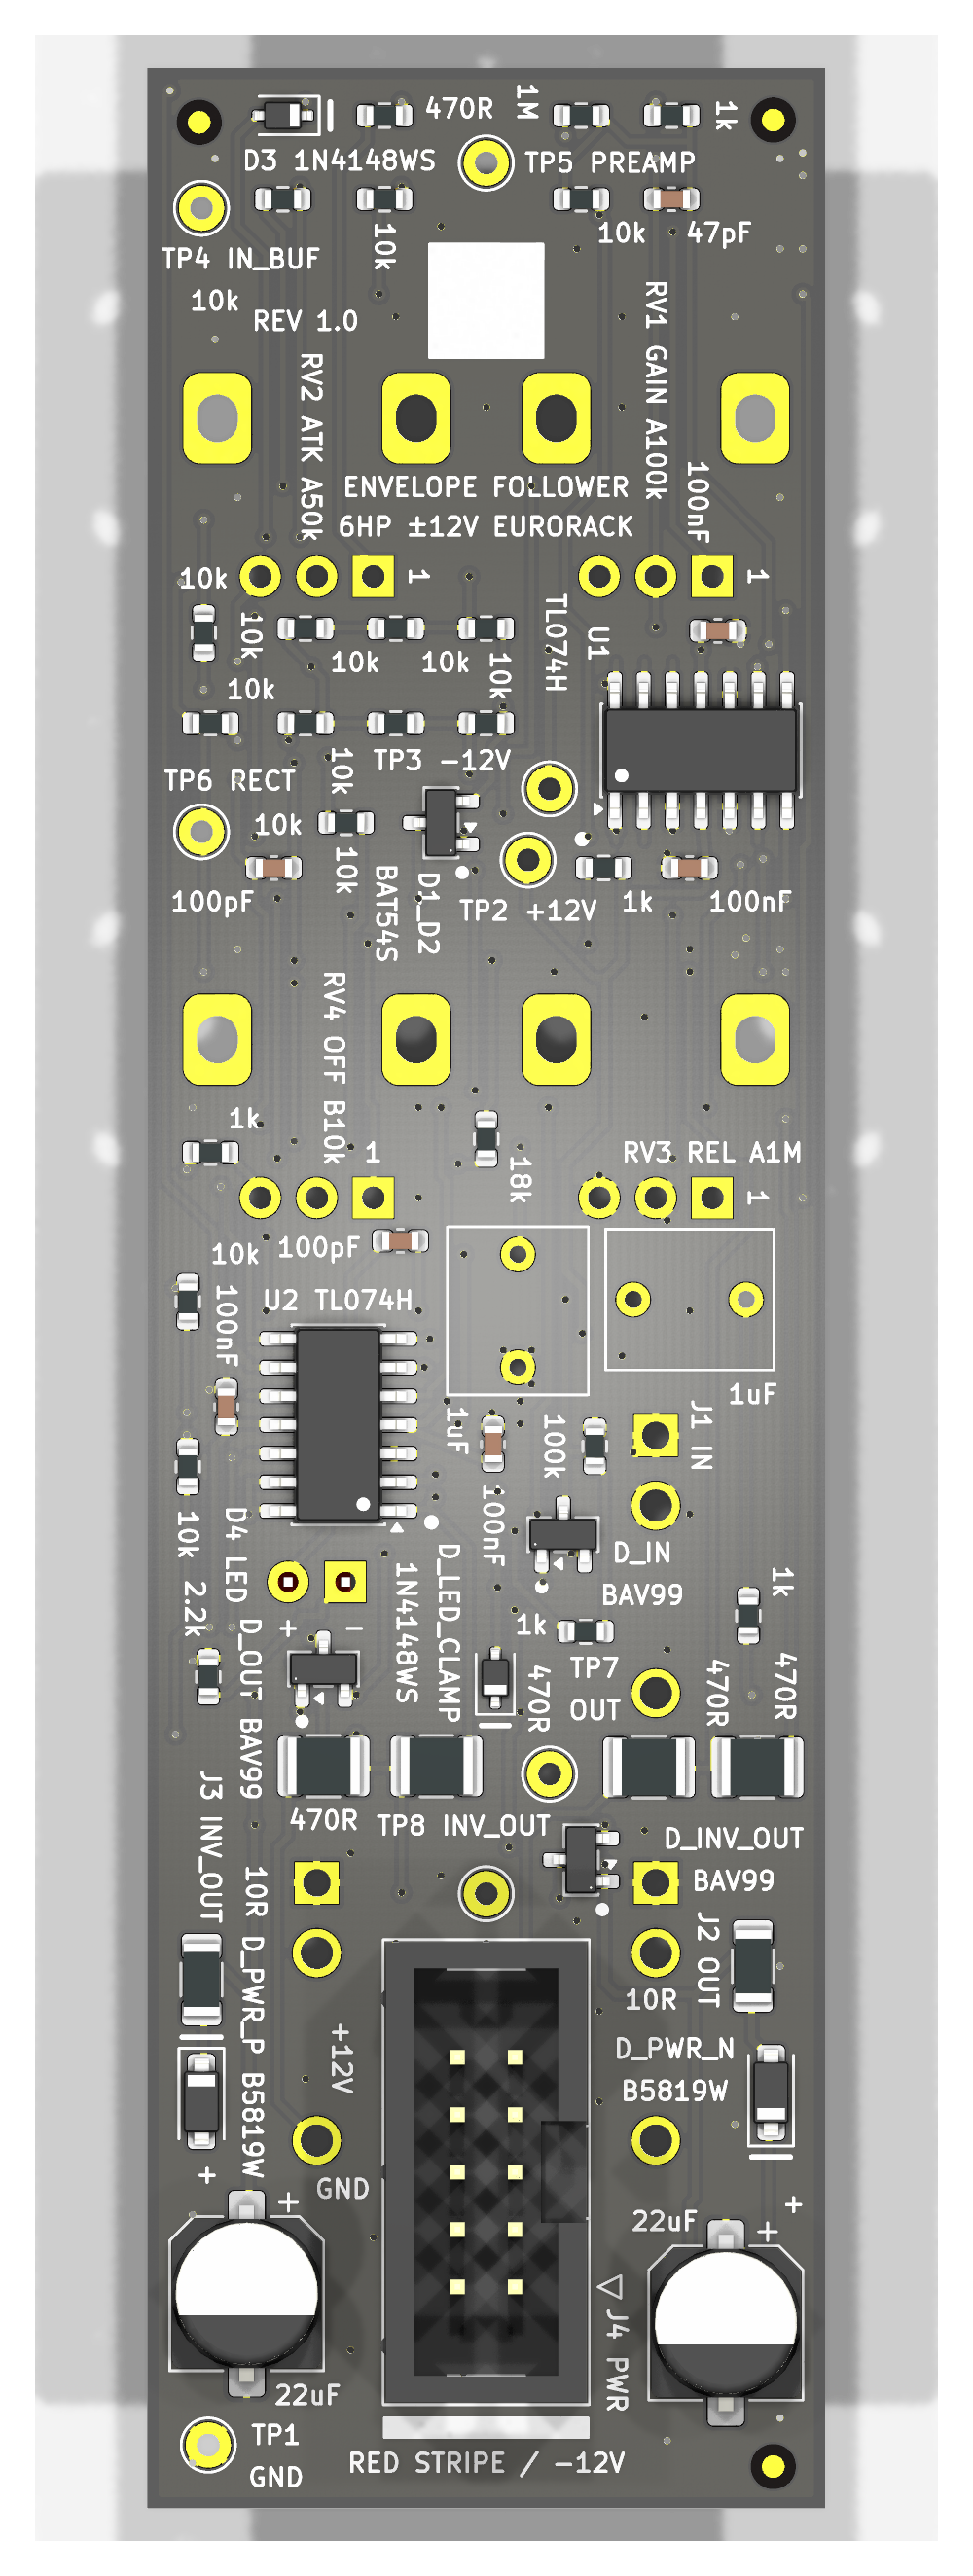 470R
1M
1k
D3 1N4148WS
TP5 PREAMP
10k
10k
47pF
TP4 IN_BUF
10k
REV 1.0
RV2 ATK A50k
RV1 GAIN A100k
100nF
ENVELOPE FOLLOWER
6HP ±12V EURORACK
10k
1
1
10k
10k
10k
10k
TL074H
U1
10k
TP3 -12V
TP6 RECT
10k
10k
10k
100pF
BAT54S
D1_D2
TP2 +12V
1k
100nF
RV4 OFF B10k
1k
1
18k
RV3 REL A1M
1
10k
100pF
100nF
U2 TL074H
1uF
1uF
100k
J1 IN
10k
D4 LED
100nF
D_IN
BAV99
2.2k
+ -
1N4148WS
D_LED_CLAMP
1k
1k
D_OUT BAV99
TP7
OUT
470R
470R
470R
J3 INV_OUT
470R
TP8 INV_OUT
D_INV_OUT
BAV99
10R
J2 OUT
10R
D_PWR_P B5819W
+12V
D_PWR_N
B5819W
+
GND
+
22uF
+
+
J4 PWR
22uF
TP1
GND
RED STRIPE / -12V